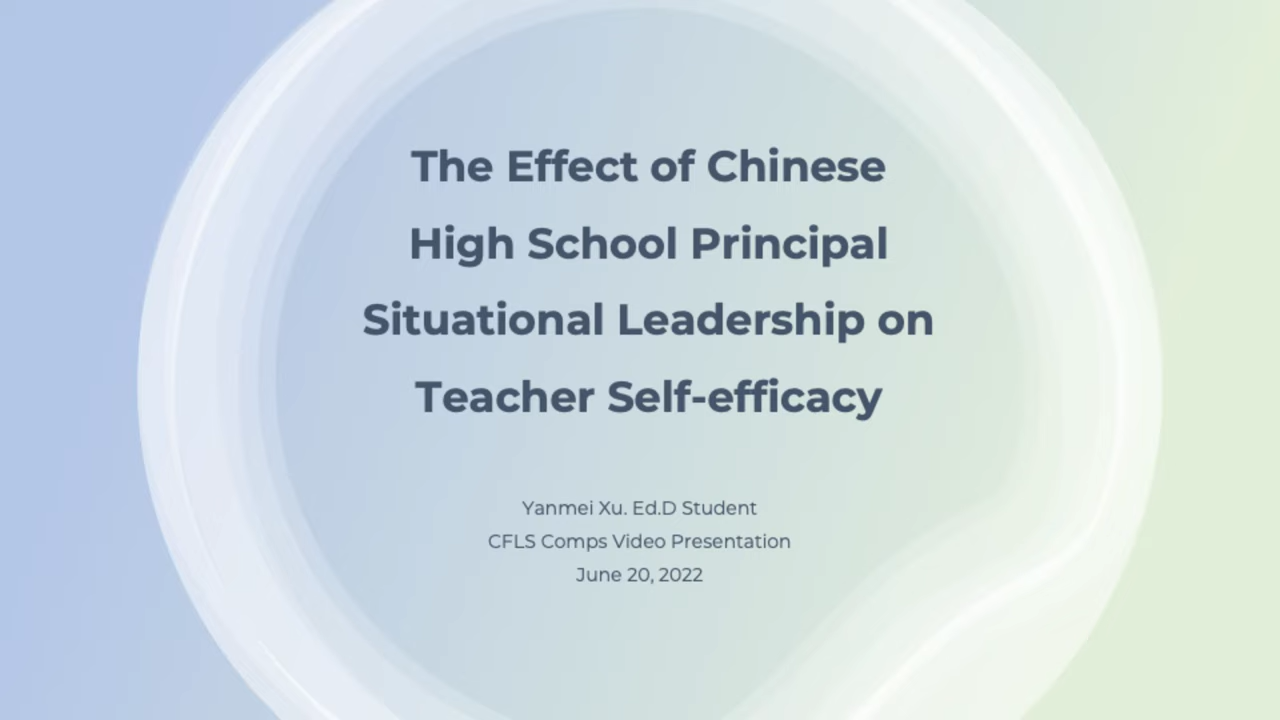 The Effect of Chinese
High School Principal
Situational Leadership on
Teacher Self-efficacy
Yanmei Xu. Ed.D Student
CFLS Comps Video Presentation
June 20, 2022